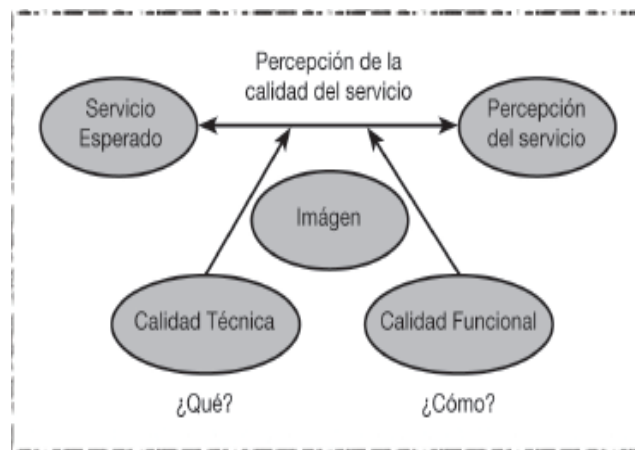 Percepción de la
calidad del servicio
Servicio
Esperado
Percepción
del servicio
Imágen
Calidad Técnica
Calidad Funcional
¿Qué?
¿Cómo?